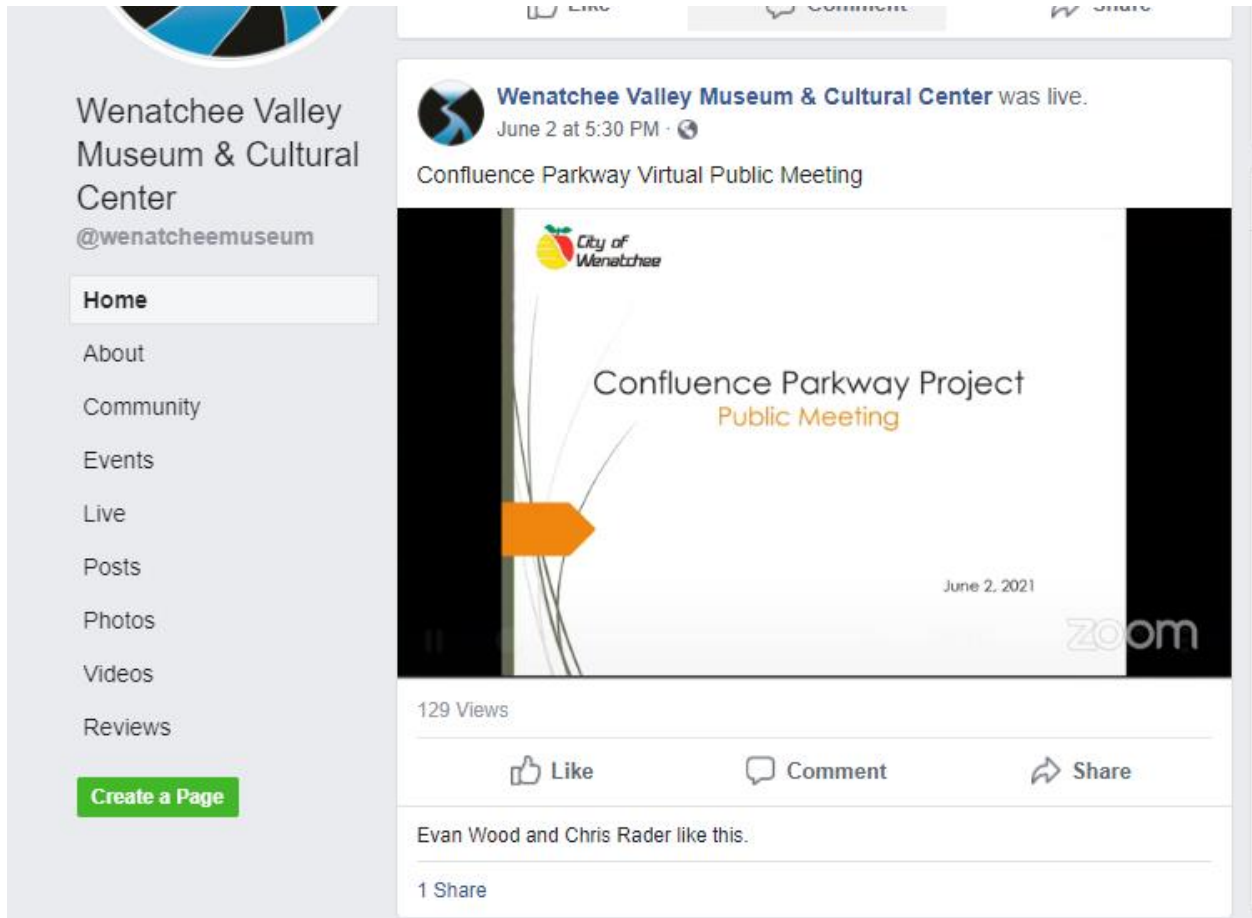 Like Comment Share
Wenatchee Valley
Museum & Cultural
Center
@wenatcheemuseum
Home
About
Community
Events
Live
Posts
Photos
Videos
Reviews
Create a Page
Wenatchee Valley Museum & Cultural Center was live.
June 2 at 5:30 PM ·
Confluence Parkway Virtual Public Meeting
City of
Wenatchee
Confluence Parkway Project
Public Meeting
June 2, 2021
zoom
129 Views
Like Comment Share
Evan Wood and Chris Rader like this.
1 Share